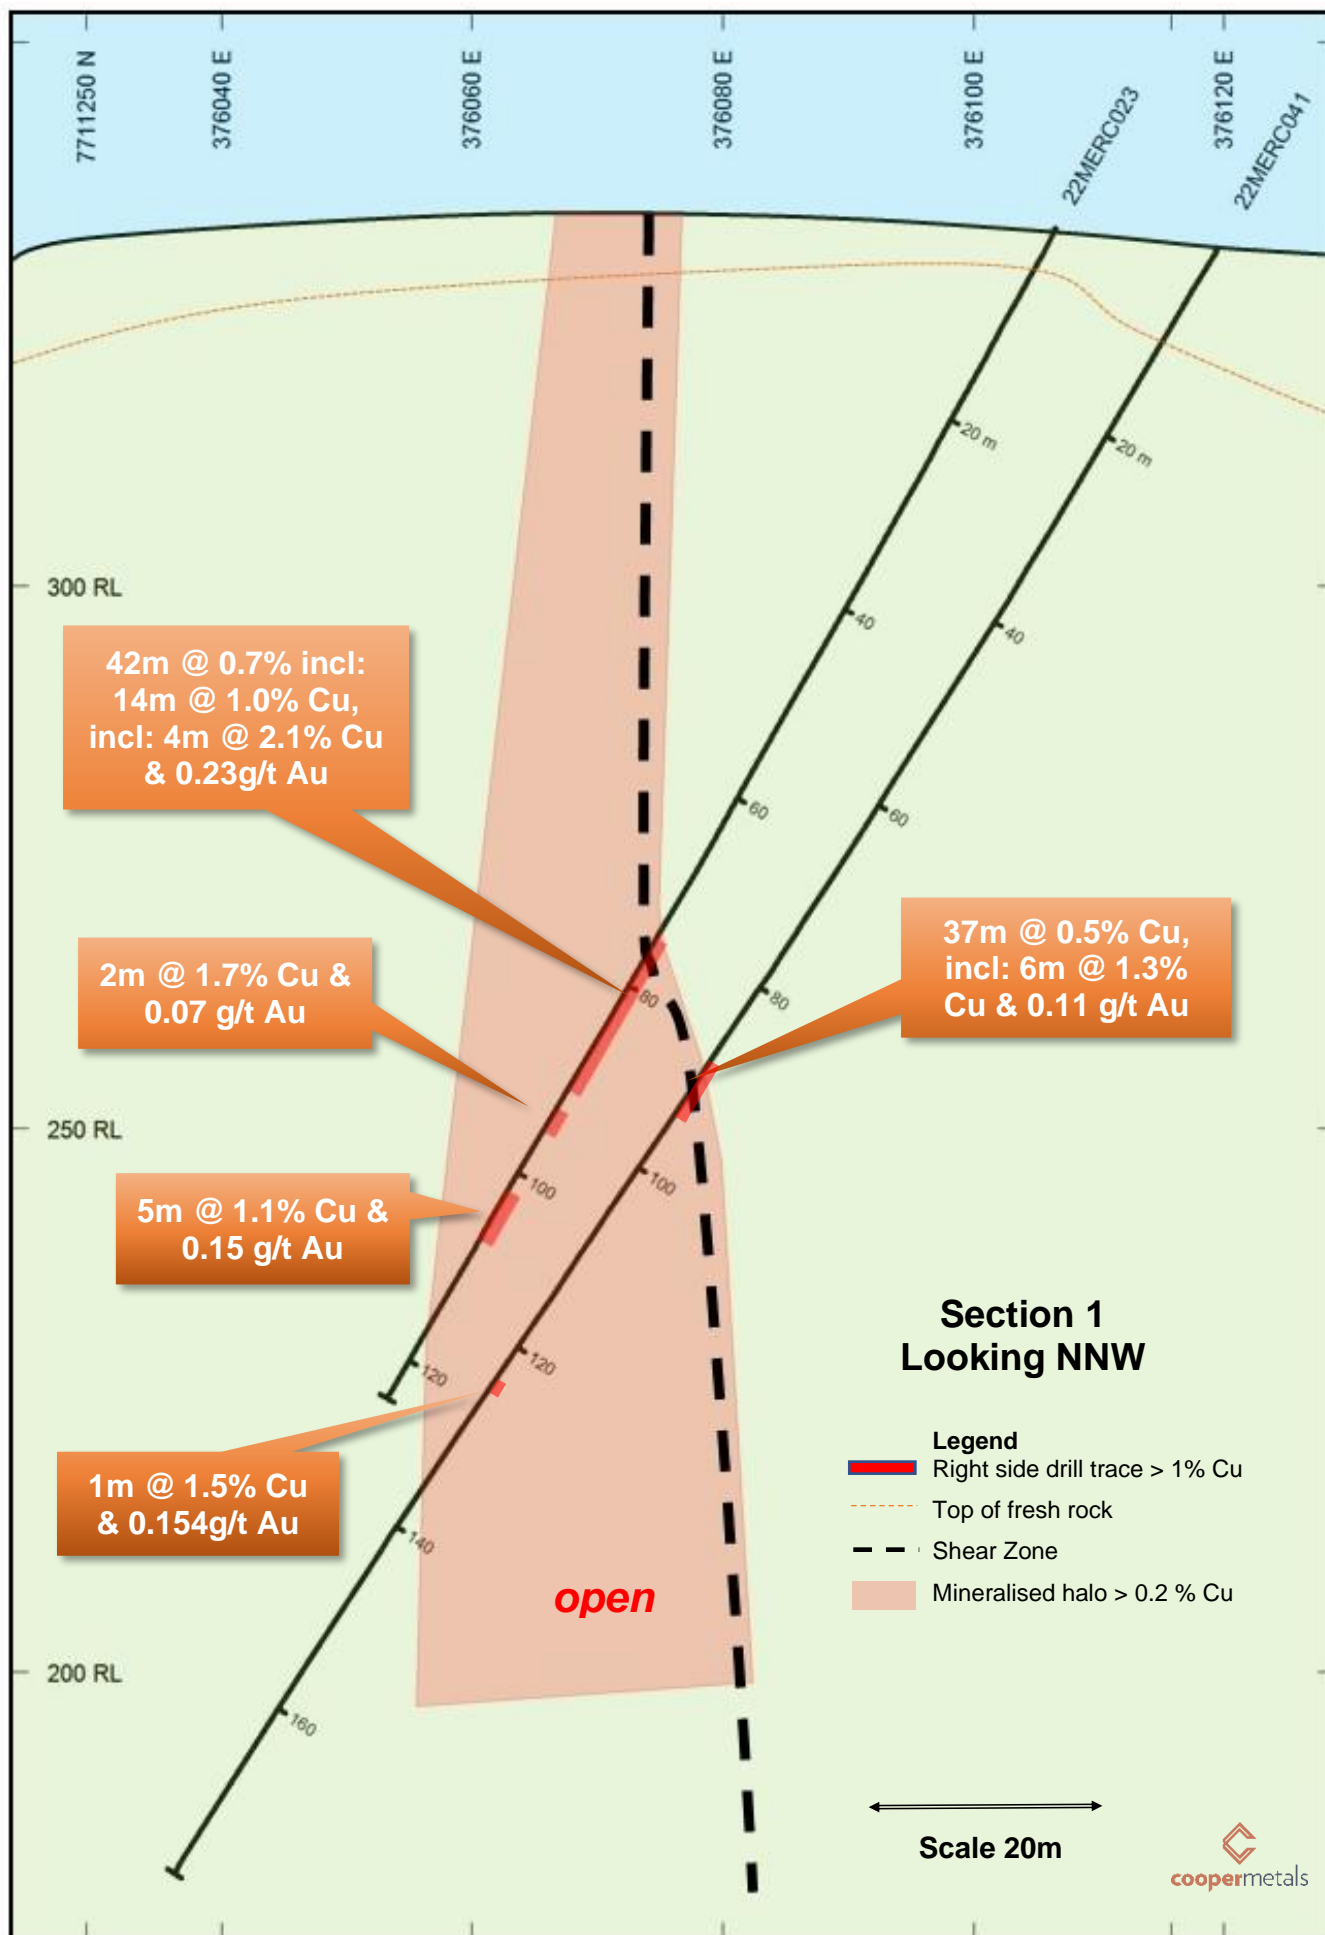 7711250 N
376040 E
376060 E
376080 E
376100 E
376120 E
22MERC023
22MERC041
20 m
20 m
300 RL
40
40
42m @ 0.7% incl:
14m @ 1.0% Cu,
incl: 4m @ 2.1% Cu
& 0.23g/t Au
60
60
37m @ 0.5% Cu,
incl: 6m @ 1.3%
Cu & 0.11 g/t Au
2m @ 1.7% Cu &
0.07 g/t Au
80
80
250 RL
100
100
5m @ 1.1% Cu &
0.15 g/t Au
Section 1
Looking NNW
120
120
Legend
Right side drill trace > 1% Cu
Top of fresh rock
Shear Zone
Mineralised halo > 0.2 % Cu
1m @ 1.5% Cu
& 0.154g/t Au
140
open
200 RL
160
Scale 20m
coopermetals